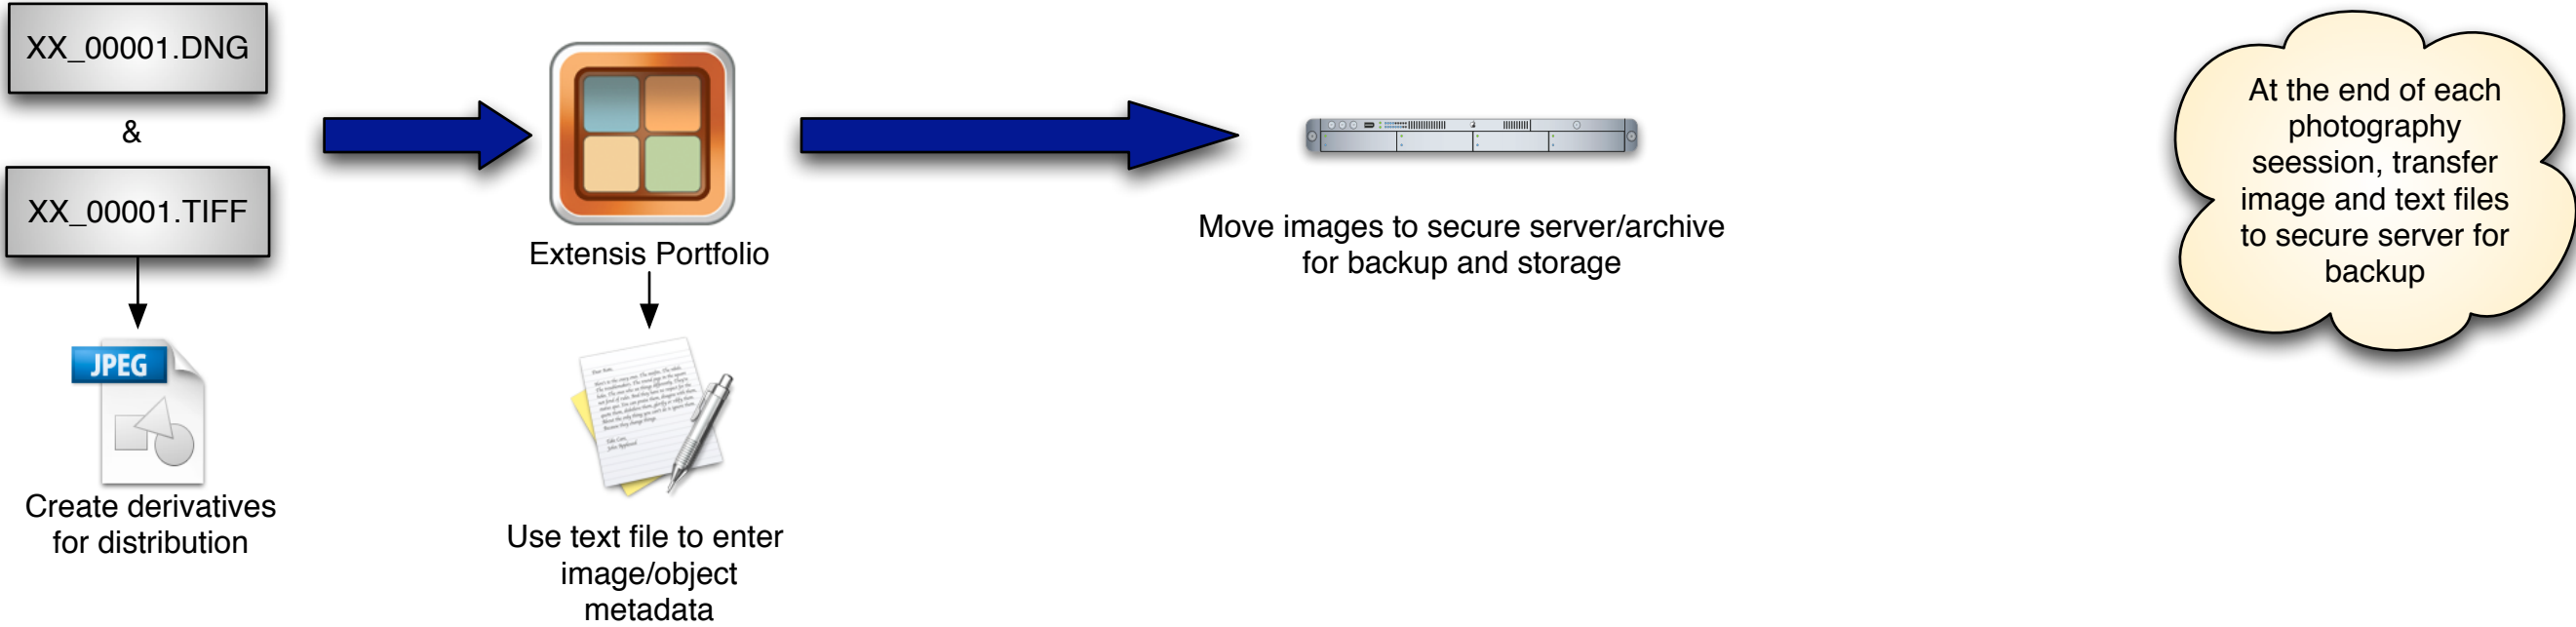 XX_00001.DNG
&
XX_00001.TIFF
JPEG
Create derivatives
for distribution
Extensis Portfolio
Use text file to enter
image/object
metadata
Move images to secure server/archive
for backup and storage
At the end of each
photography
seession, transfer
image and text files
to secure server for
backup